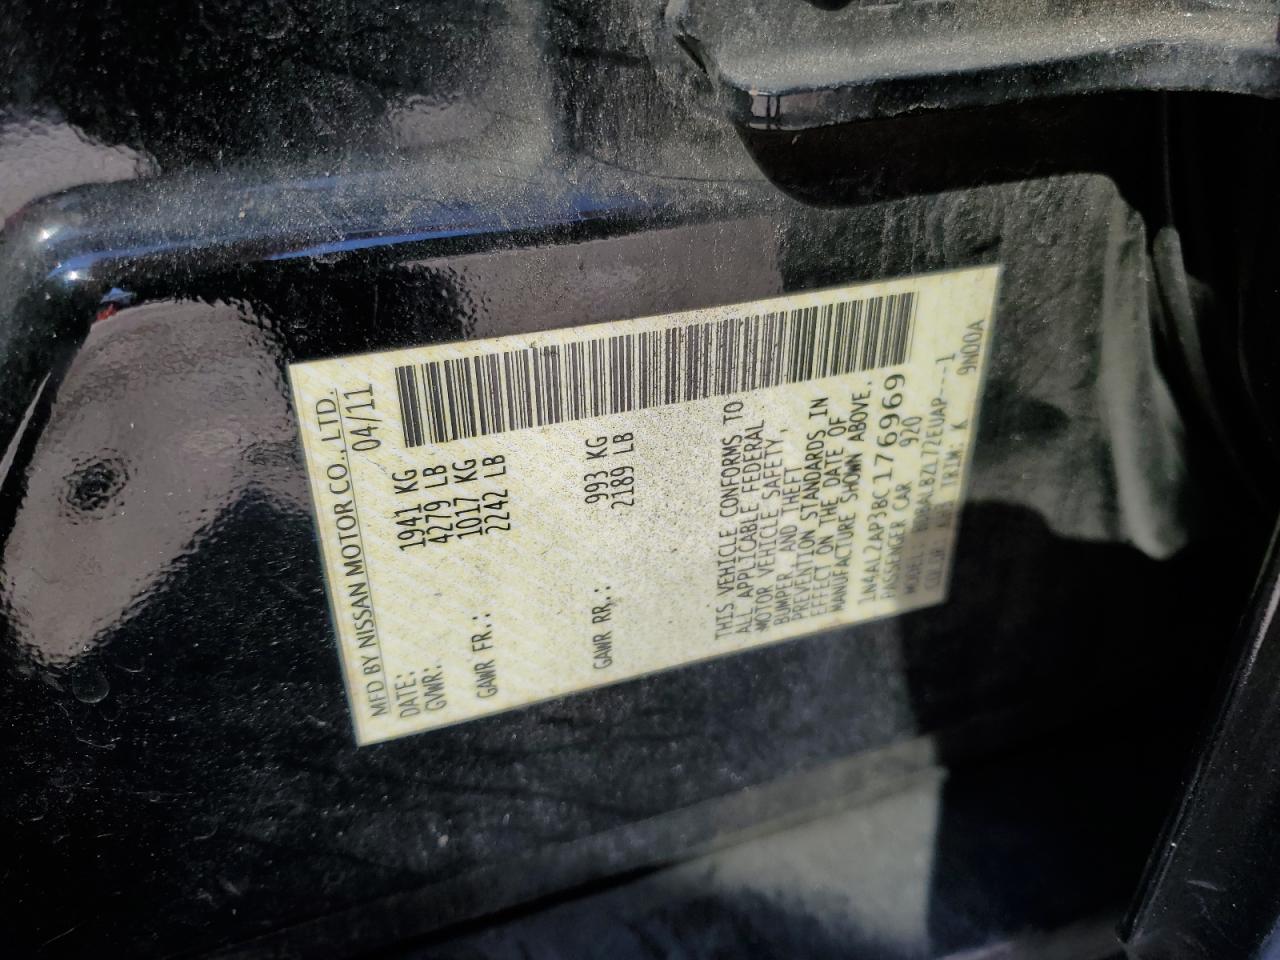 MFD BY NISSAN MOTOR CO., LTD.
DATE: 04/11
GVWR: 1941 KG
4279 LB
GAWR FR.: 1017 KG
2242 LB
GAWR RR.: 993 KG
2189 LB
THIS VEHICLE CONFORMS TO
ALL APPLICABLE FEDERAL
MOTOR VEHICLE SAFETY,
BUMPER, AND THEFT
PREVENTION STANDARDS IN
EFFECT ON THE DATE OF
MANUFACTURE SHOWN ABOVE.
1N4AL2AP3BC176969
PASSENGER CAR 920
MODEL: BDBALBZL72EUAP----1
COLOR: TRIM: K 9N00A